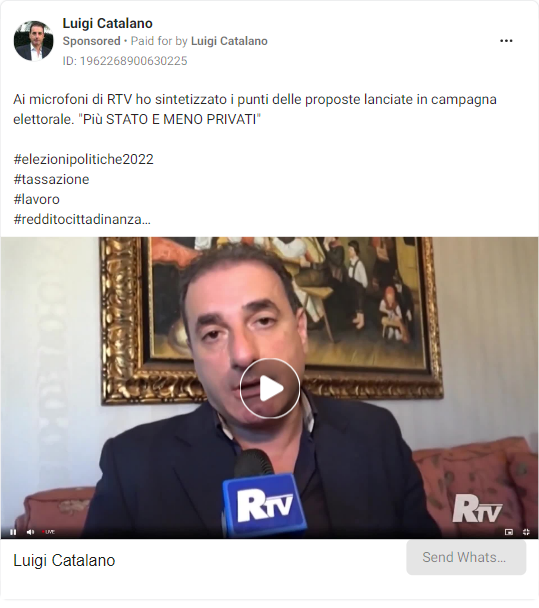 Luigi Catalano
Sponsored • Paid for by Luigi Catalano
ID: 1962268900630225
Ai microfoni di RTV ho sintetizzato i punti delle proposte lanciate in campagna
elettorale. "Più STATO E MENO PRIVATI"
#elezionipolitiche2022
#tassazione
#lavoro
#redditocittadinanza...
RTV
RTV
LIVE
Luigi Catalano
Send Whats...